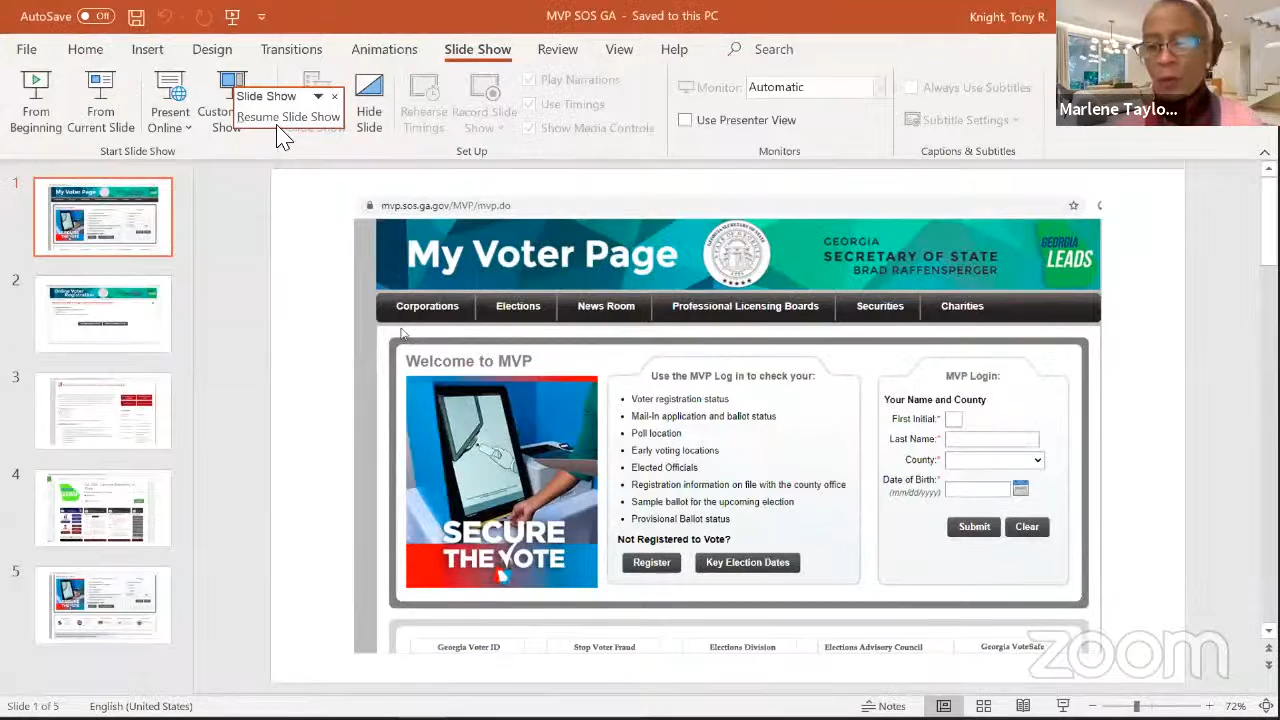 AutoSave Off
MVP SOS GA - Saved to this PC
Knight, Tony R.
File Home Insert Design Transitions Animations Slide Show Review View Help Search
From Beginning
From Current Slide
Present Online
Slide Show
Resume Slide Show
Hide Slide
Timings
Record Slide Show
Play Narrations
Use Timings
Show Media Controls
Monitor: Automatic
Use Presenter View
Always Use Subtitles
Subtitle Settings
Start Slide Show
Set Up
Monitors
Captions & Subtitles
Marlene Taylo...
1
2
3
4
5
mvp.sos.ga.gov/MVP/mvp.do
My Voter Page
GEORGIA
SECRETARY OF STATE
BRAD RAFFENSPERGER
GEORGIA
LEADS
Corporations Elections News Room Professional Licensing Boards Securities Charities
Welcome to MVP
SECURE
THE VOTE
Use the MVP Log in to check your:
• Voter registration status
• Mail-In application and ballot status
• Poll location
• Early voting locations
• Elected Officials
• Registration information on file with the county office
• Sample ballot for the upcoming election
• Provisional Ballot status
Not Registered to Vote?
Register Key Election Dates
MVP Login:
Your Name and County
First Initial:*
Last Name:*
County:*
Date of Birth:*
(mm/dd/yyyy)
Submit Clear
Georgia Voter ID Stop Voter Fraud Elections Division Elections Advisory Council Georgia VoteSafe
zoom
Slide 1 of 5 English (United States)
Notes
72%